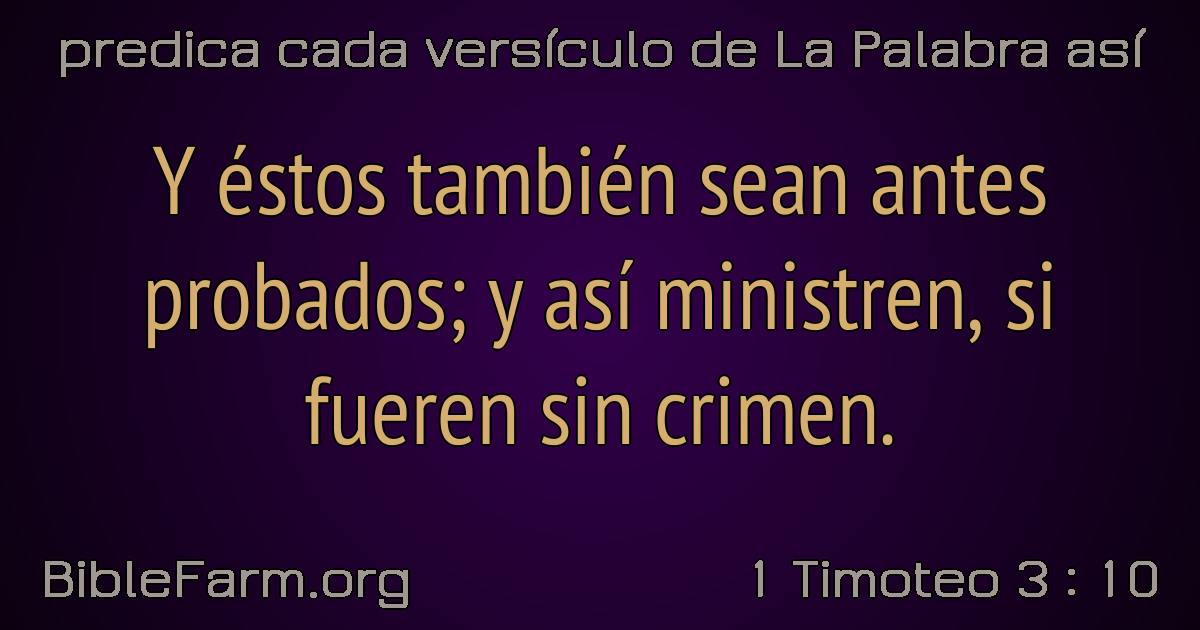 predica cada versículo de La Palabra así
Y éstos también sean antes
probados; y así ministren, si
fueren sin crimen.
BibleFarm.org
1 Timoteo 3 : 10